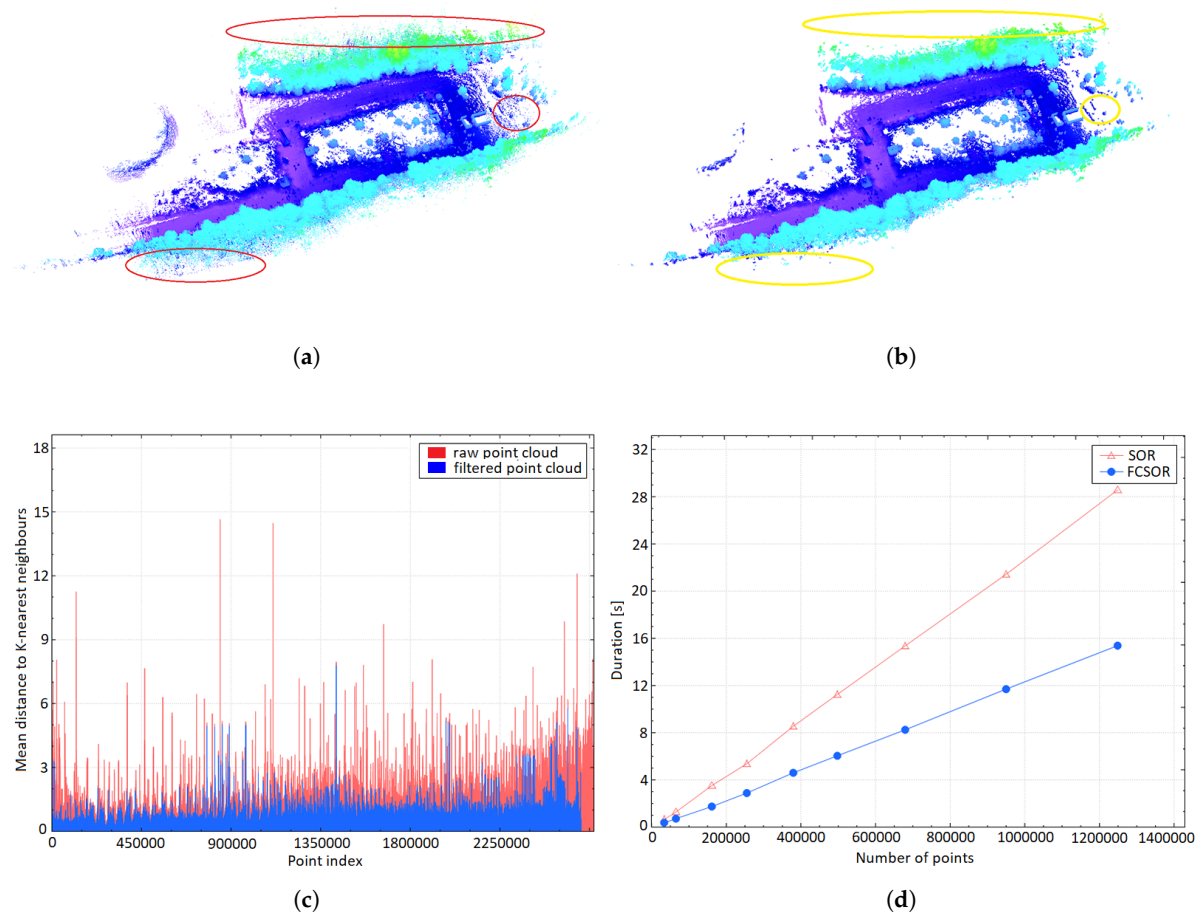 (a)
(b)
18
15
12
9
6
3
0
Mean distance to K-nearest neighbours
raw point cloud
filtered point cloud
0 450000 900000 1350000 1800000 2250000
Point index
(c)
32
28
24
20
16
12
8
4
0
Duration [s]
SOR
FCSOR
0 200000 400000 600000 800000 1000000 1200000 1400000
Number of points
(d)